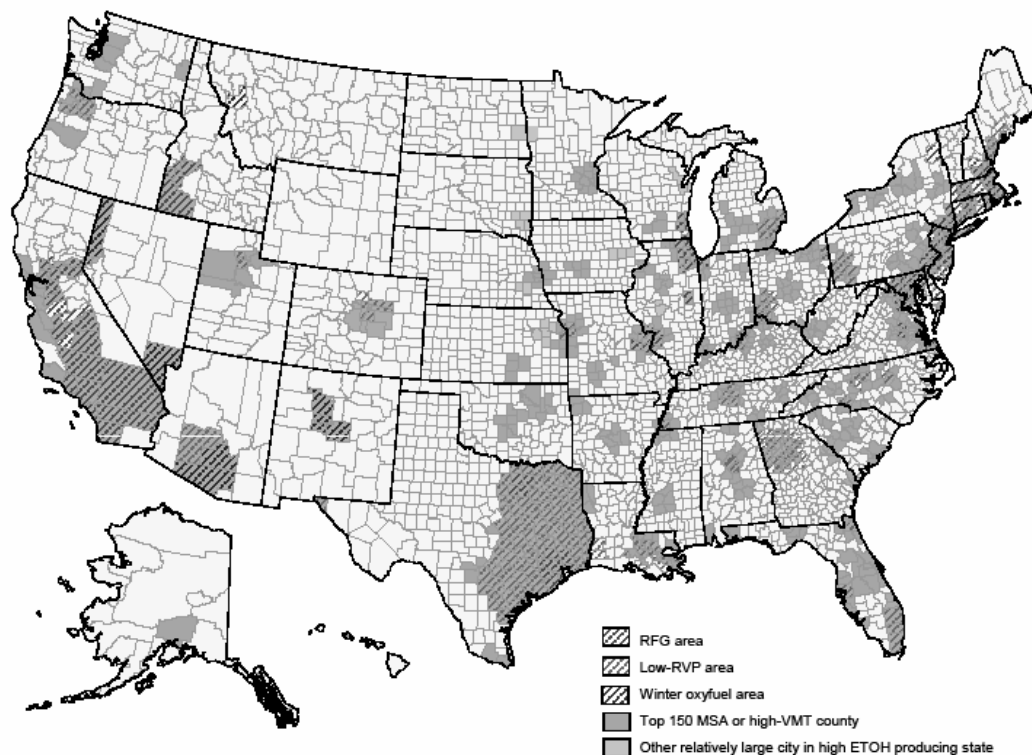 RFG area
Low-RVP area
Winter oxyfuel area
Top 150 MSA or high-VMT county
Other relatively large city in high ETOH producing state